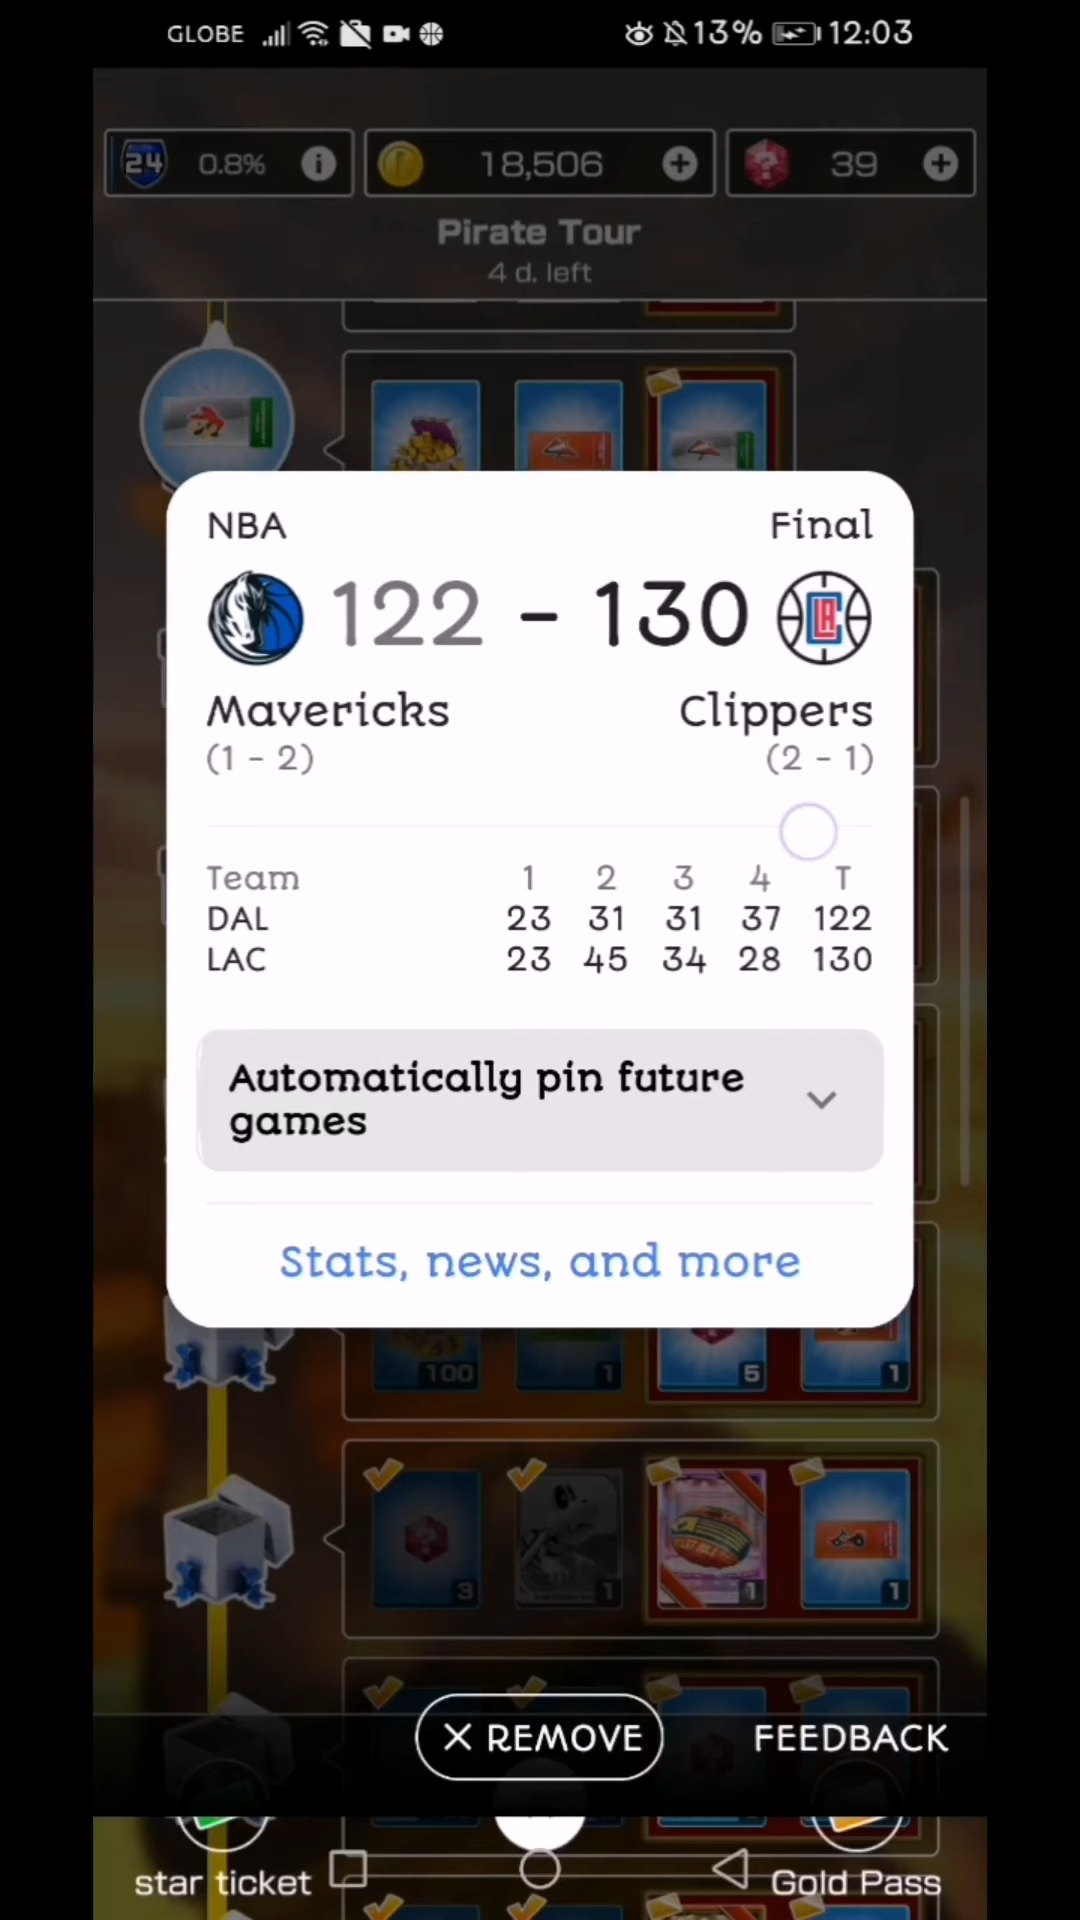 GLOBE 13% 12:03
24 0.8% i 18,506 39
Pirate Tour
4 d. left
NBA Final
122 - 130
Mavericks Clippers
(1 - 2) (2 - 1)
Team 1 2 3 4 T
DAL 23 31 31 37 122
LAC 23 45 34 28 130
Automatically pin future
games
Stats, news, and more
100 1 5 1
3 1 1 1
× REMOVE FEEDBACK
star ticket Gold Pass